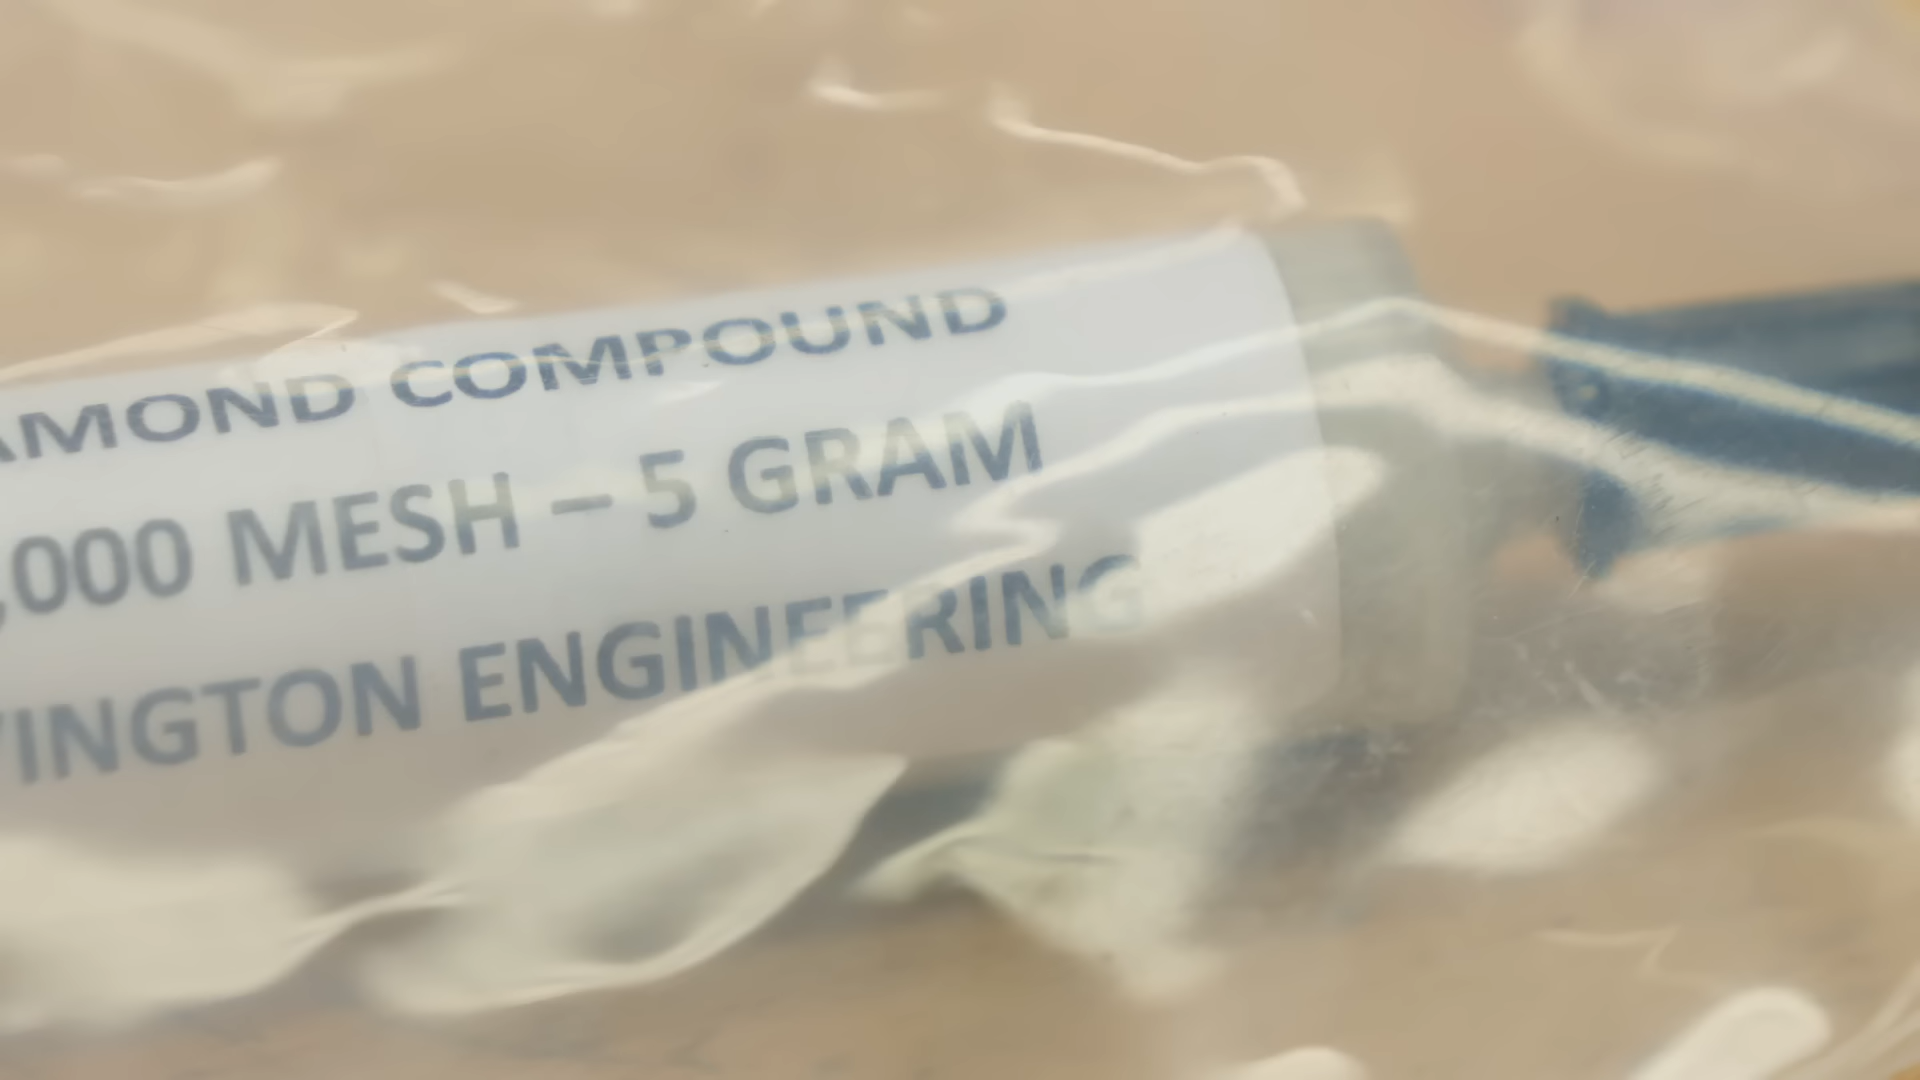 AMOND COMPOUND
,000 MESH – 5 GRAM
INGTON ENGINEERING